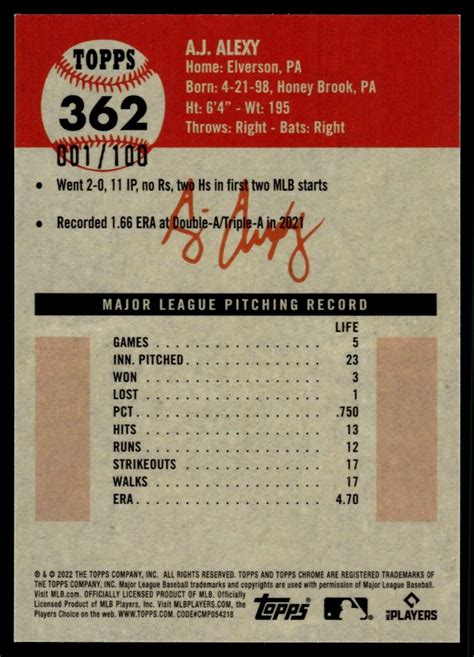 TOPPS
362
001/100
A.J. ALEXY
Home: Elverson, PA
Born: 4-21-98, Honey Brook, PA
Ht: 6'4" - Wt: 195
Throws: Right - Bats: Right
• Went 2-0, 11 IP, no Rs, two Hs in first two MLB starts
• Recorded 1.66 ERA at Double-A/Triple-A in 2021
A.J. Alexy
MAJOR LEAGUE PITCHING RECORD
LIFE
GAMES . . . . . . . . . . . . . . . . . 5
INN. PITCHED. . . . . . . . . . . . . . 23
WON . . . . . . . . . . . . . . . . . . 3
LOST . . . . . . . . . . . . . . . . . 1
PCT . . . . . . . . . . . . . . . . . .750
HITS . . . . . . . . . . . . . . . . . 13
RUNS . . . . . . . . . . . . . . . . . 12
STRIKEOUTS . . . . . . . . . . . . . . 17
WALKS . . . . . . . . . . . . . . . . . 17
ERA . . . . . . . . . . . . . . . . . . 4.70
® & © 2022 THE TOPPS COMPANY, INC. ALL RIGHTS RESERVED. TOPPS AND TOPPS CHROME ARE REGISTERED TRADEMARKS OF
THE TOPPS COMPANY, INC. Major League Baseball trademarks and copyrights are used with permission of Major League Baseball.
Visit MLB.com. OFFICIALLY LICENSED PRODUCT OF MLB. Officially
Licensed Product of MLB Players, Inc. Visit MLBPLAYERS.com, the
Players Choice on the web. WWW.TOPPS.COM. CODE#CMP054218
Topps
MLB PLAYERS